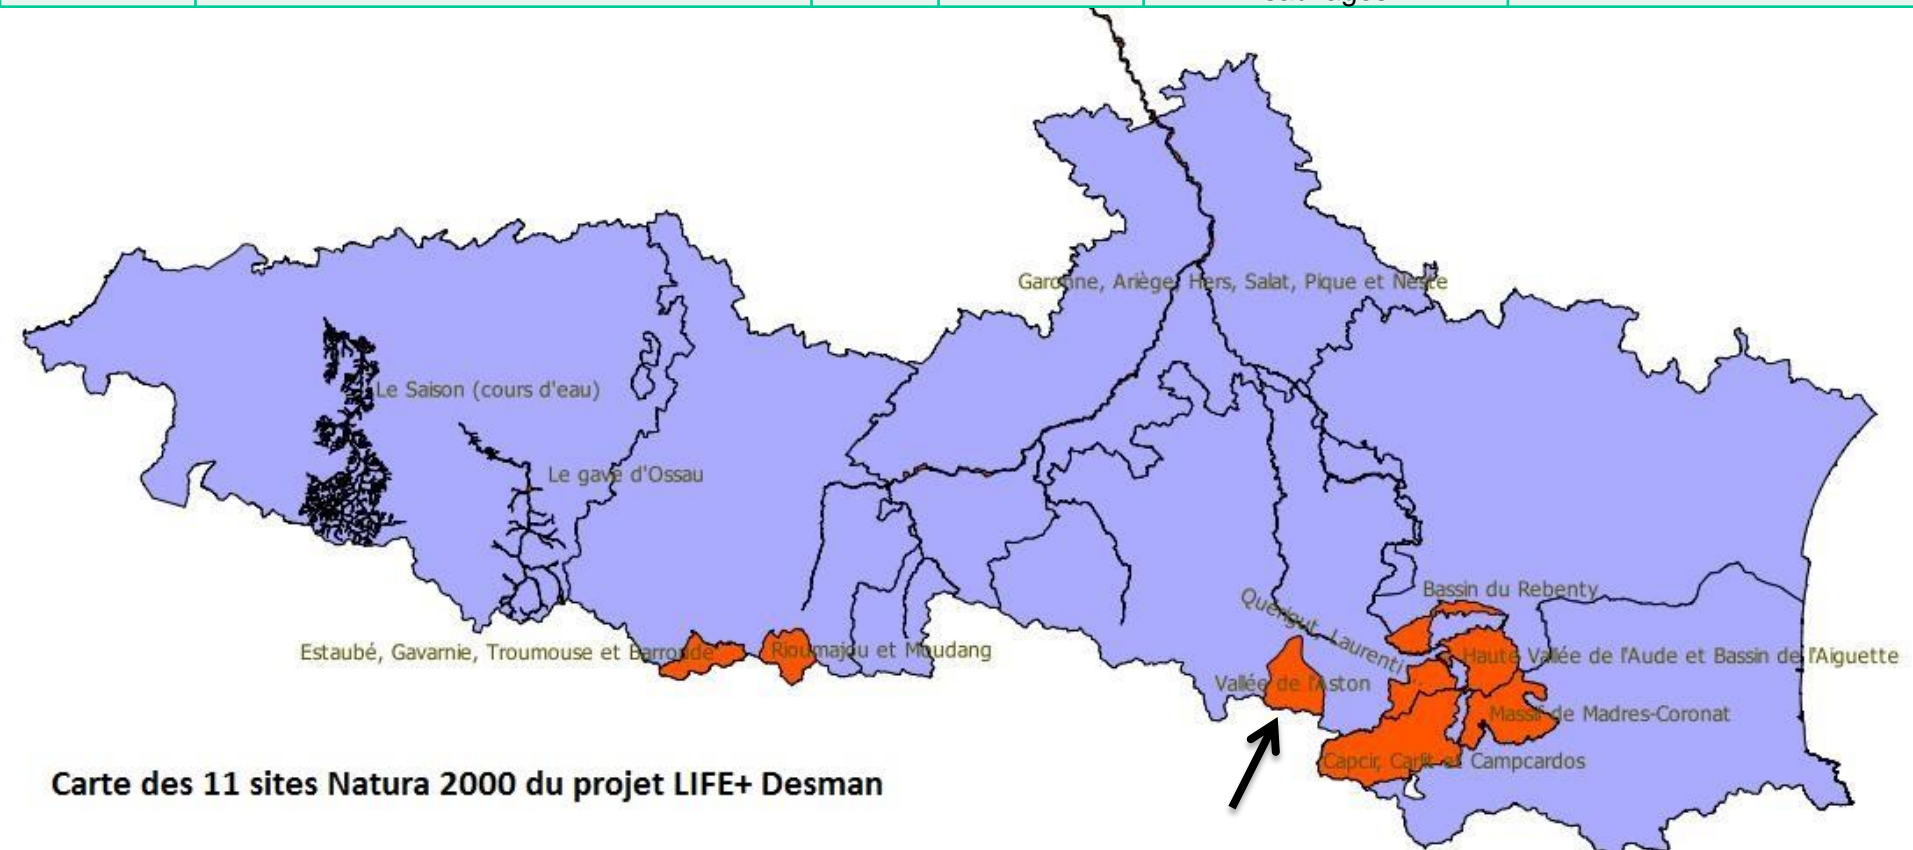 Garonne, Ariège, Hers, Salat, Pique et Neste
Le Saison (cours d'eau)
Le gave d'Ossau
Bassin du Rebenty
Quérigut, Laurenti
Estaubé, Gavarnie, Troumouse et Barroude
Rioumajou et Moudang
Haute Vallée de l'Aude et Bassin de l'Aiguette
Vallée de l'Aston
Massif de Madres-Coronat
Capcir, Carlit et Campcardos
Carte des 11 sites Natura 2000 du projet LIFE+ Desman